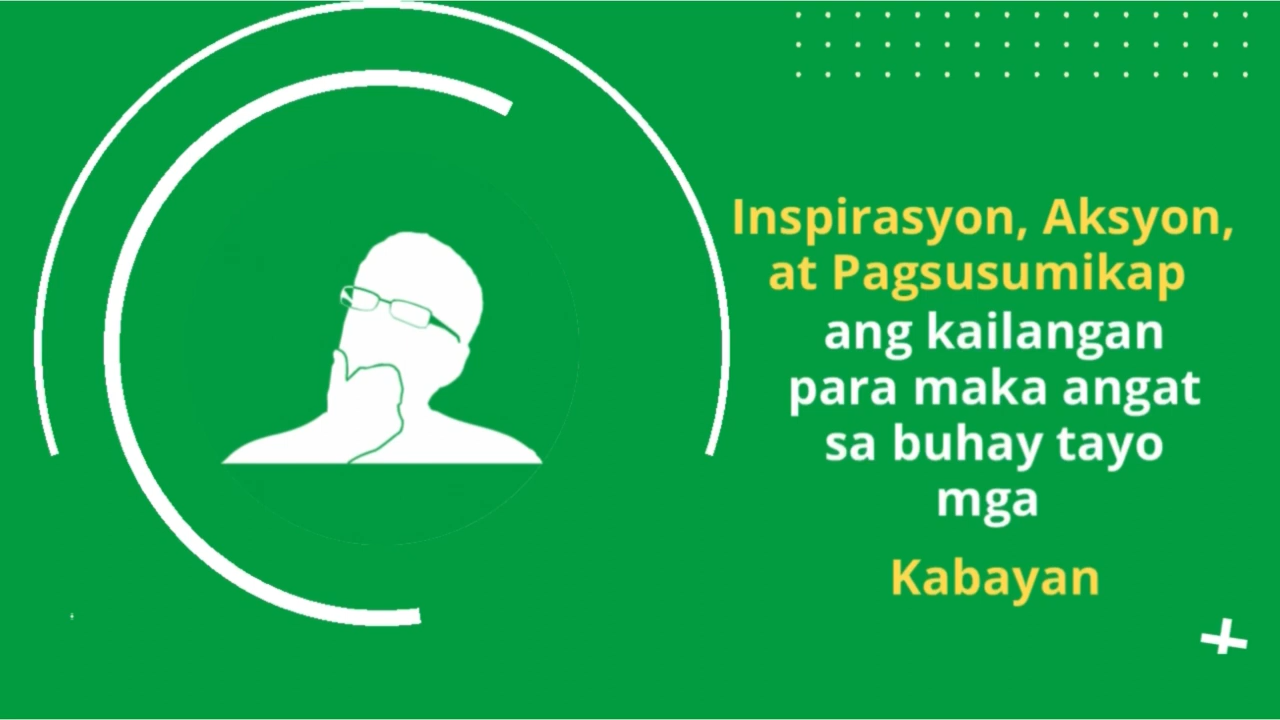 Inspirasyon, Aksyon,
at Pagsusumikap
ang kailangan
para maka angat
sa buhay tayo
mga
Kabayan